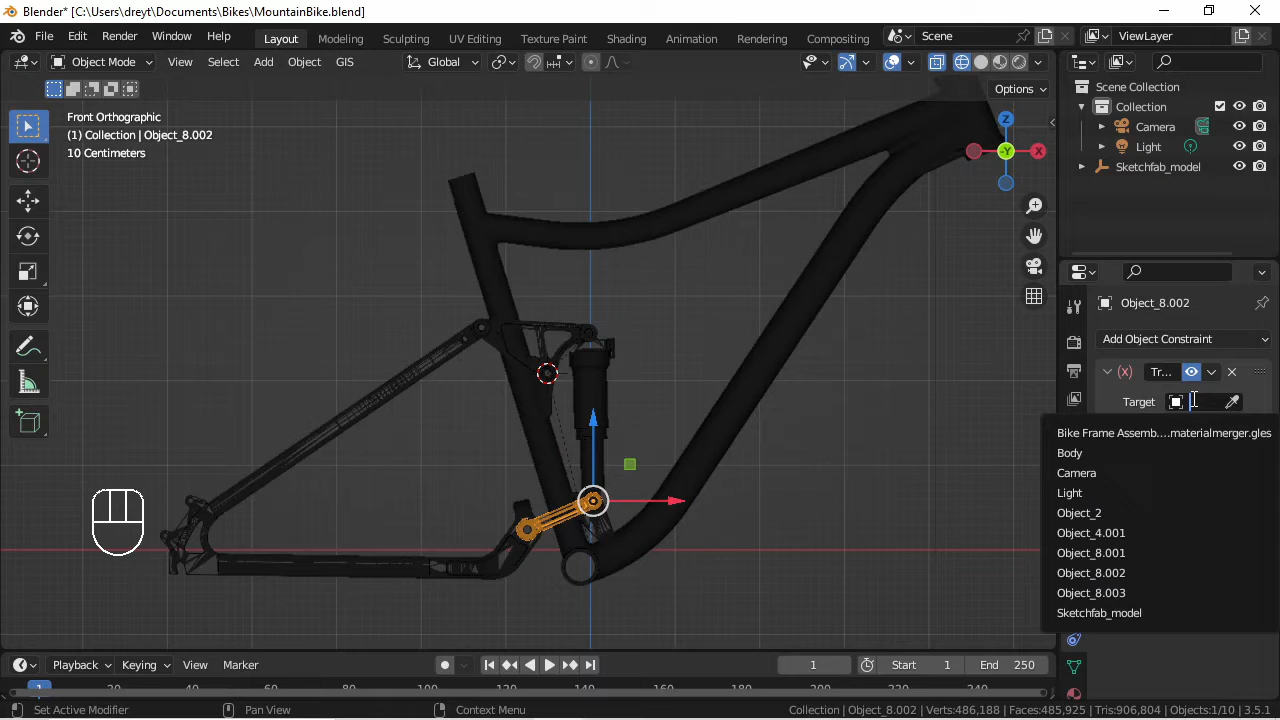 Blender* [C:\Users\dreyt\Documents\Bikes\MountainBike.blend]
File Edit Render Window Help Layout Modeling Sculpting UV Editing Texture Paint Shading Animation Rendering Compositing Scene ViewLayer
Object Mode View Select Add Object GIS Global
Options
Front Orthographic
(1) Collection | Object_8.002
10 Centimeters
Z
-Y
X
Scene Collection
Collection
Camera
Light
Sketchfab_model
Object_8.002
Add Object Constraint
Tr...
Target
Bike Frame Assemb....materialmerger.gles
Body
Camera
Light
Object_2
Object_4.001
Object_8.001
Object_8.002
Object_8.003
Sketchfab_model
Playback Keying View Marker 1 Start 1 End 250
1 20 40 60 80 100 120 140 160 180 200 220 240
Set Active Modifier Pan View Context Menu Collection | Object_8.002 | Verts:486,188 | Faces:485,925 | Tris:906,804 | Objects:1/10 | 3.5.1